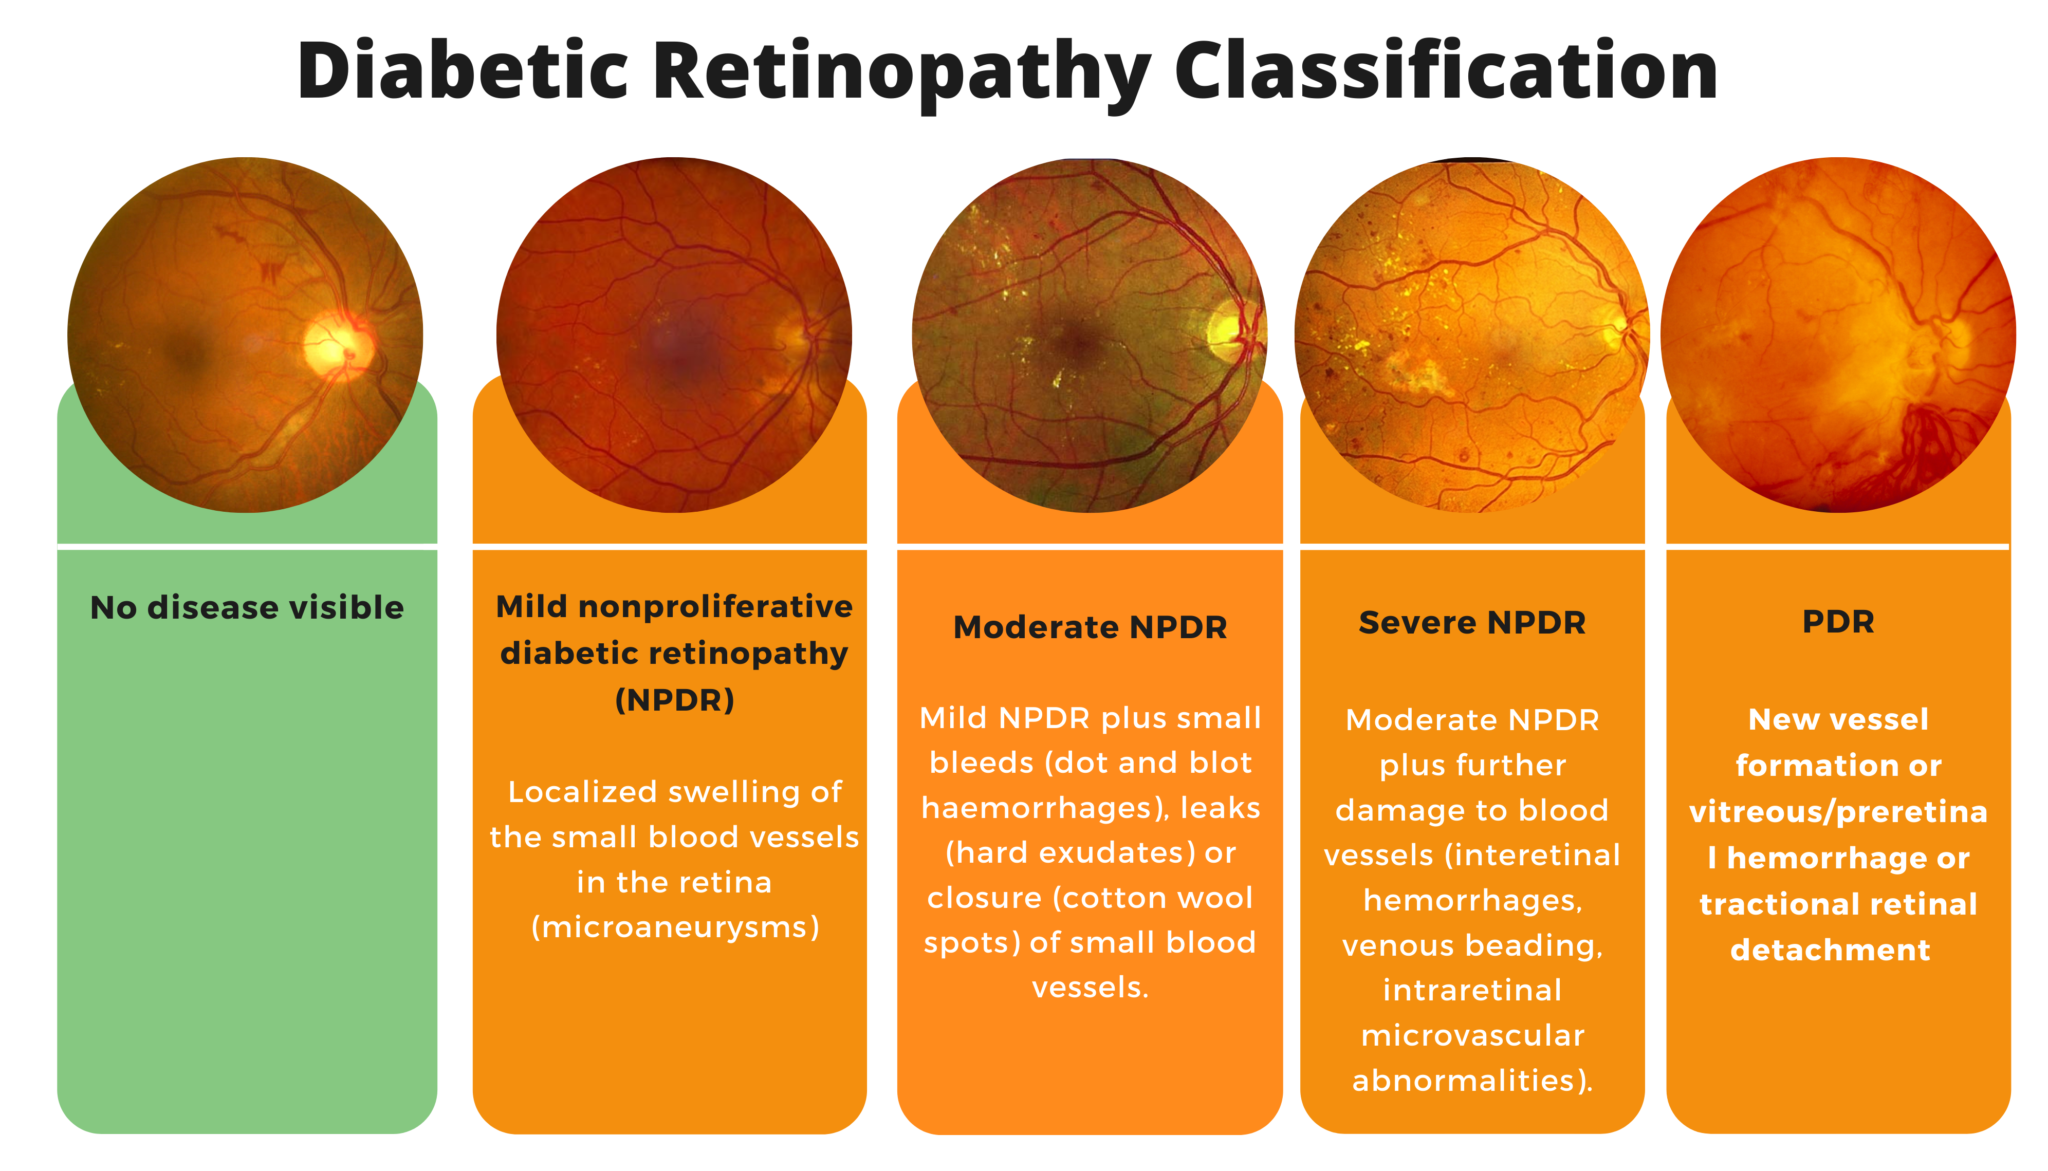 Diabetic Retinopathy Classification
No disease visible
Mild nonproliferative
diabetic retinopathy
(NPDR)
Localized swelling of
the small blood vessels
in the retina
(microaneurysms)
Moderate NPDR
Mild NPDR plus small
bleeds (dot and blot
haemorrhages), leaks
(hard exudates) or
closure (cotton wool
spots) of small blood
vessels.
Severe NPDR
Moderate NPDR
plus further
damage to blood
vessels (interetinal
hemorrhages,
venous beading,
intraretinal
microvascular
abnormalities).
PDR
New vessel
formation or
vitreous/preretina
l hemorrhage or
tractional retinal
detachment